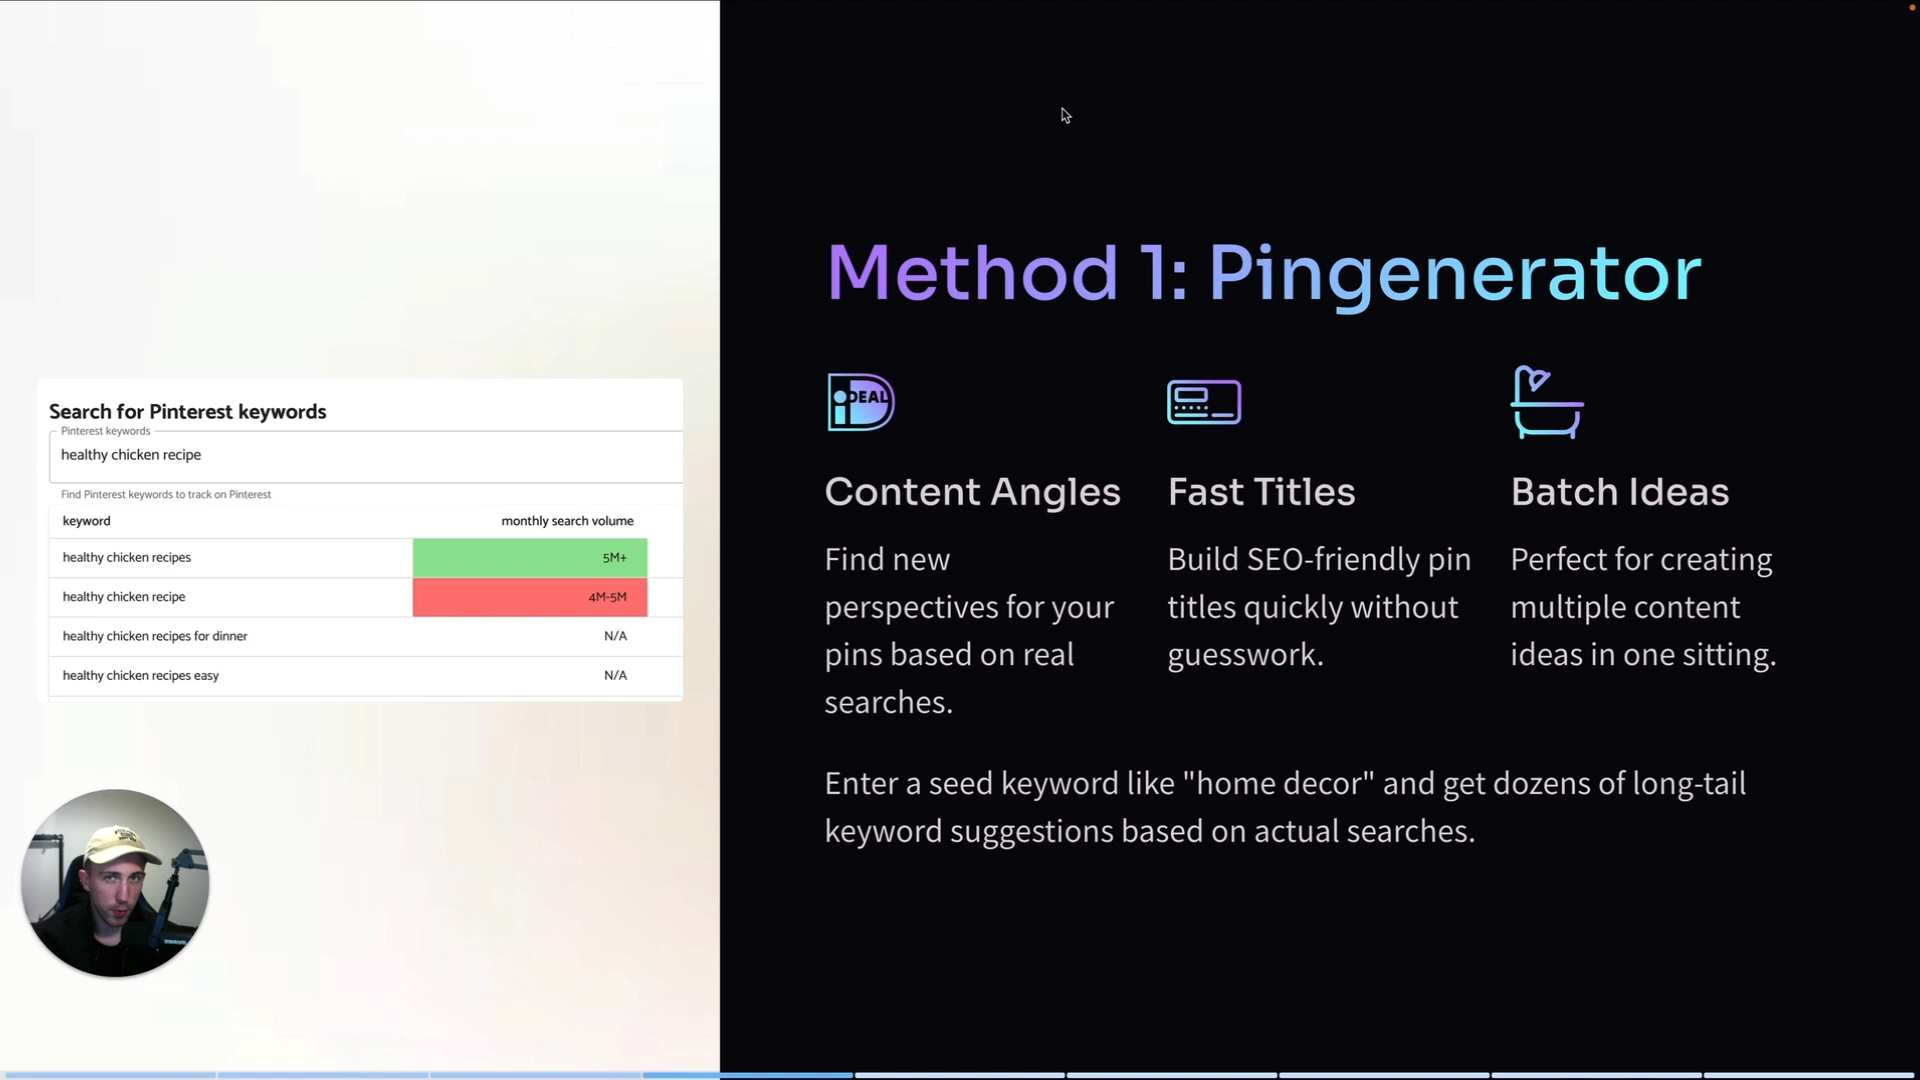 Search for Pinterest keywords
Pinterest keywords
healthy chicken recipe
Find Pinterest keywords to track on Pinterest
keyword monthly search volume
healthy chicken recipes 5M+
healthy chicken recipe 4M-5M
healthy chicken recipes for dinner N/A
healthy chicken recipes easy N/A
Method 1: Pingenerator
iDEAL
Content Angles
Find new
perspectives for your
pins based on real
searches.
Fast Titles
Build SEO-friendly pin
titles quickly without
guesswork.
Batch Ideas
Perfect for creating
multiple content
ideas in one sitting.
Enter a seed keyword like "home decor" and get dozens of long-tail
keyword suggestions based on actual searches.